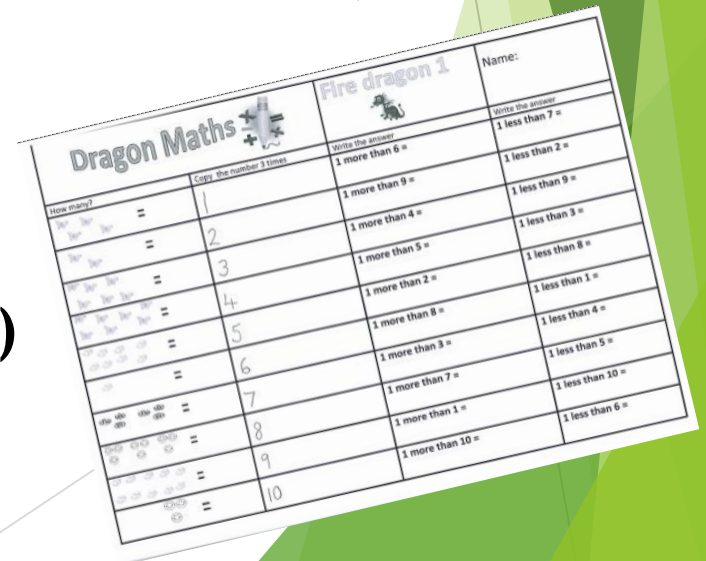 Dragon Maths
Fire dragon 1
Name:
How many?
Copy the number 3 times
Write the answer
Write the answer
= 1 1 more than 6 = 1 less than 7 =
= 2 1 more than 9 = 1 less than 2 =
= 3 1 more than 4 = 1 less than 9 =
= 4 1 more than 5 = 1 less than 3 =
= 5 1 more than 2 = 1 less than 8 =
= 6 1 more than 8 = 1 less than 1 =
= 7 1 more than 3 = 1 less than 4 =
= 8 1 more than 7 = 1 less than 5 =
= 9 1 more than 1 = 1 less than 10 =
= 10 1 more than 10 = 1 less than 6 =
)